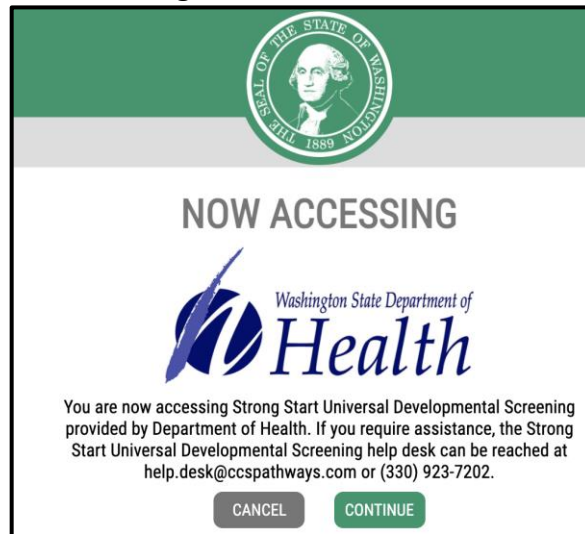 THE SEAL OF THE STATE OF WASHINGTON
1889
NOW ACCESSING
Washington State Department of
Health
You are now accessing Strong Start Universal Developmental Screening
provided by Department of Health. If you require assistance, the Strong
Start Universal Developmental Screening help desk can be reached at
help.desk@ccspathways.com or (330) 923-7202.
CANCEL CONTINUE